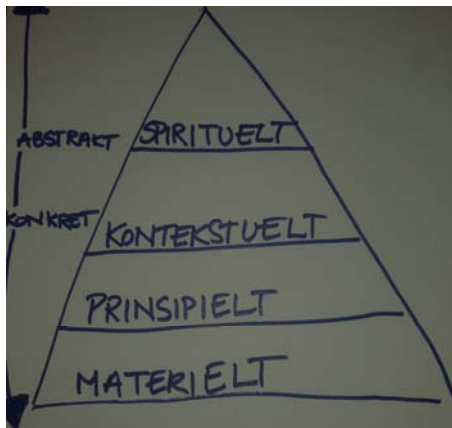 ABSTRAKT
SPIRITUELT
KONKRET
KONTEKSTUELT
PRINSIPIELT
MATERIELT